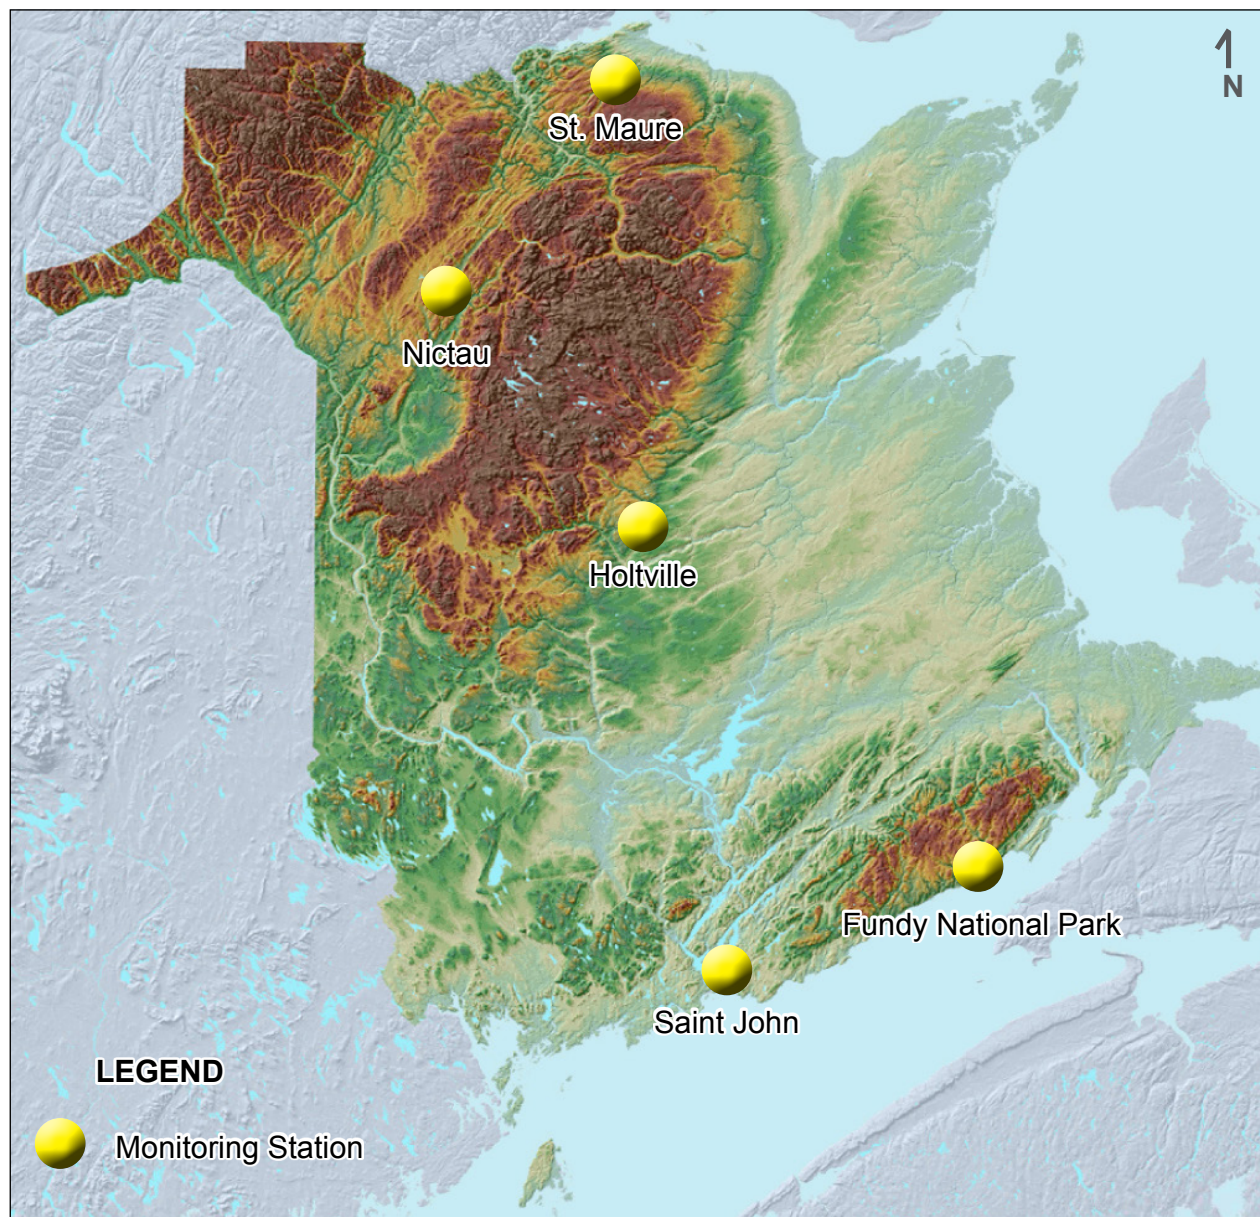 N
St. Maure
Nictau
Holtville
Fundy National Park
Saint John
LEGEND
Monitoring Station